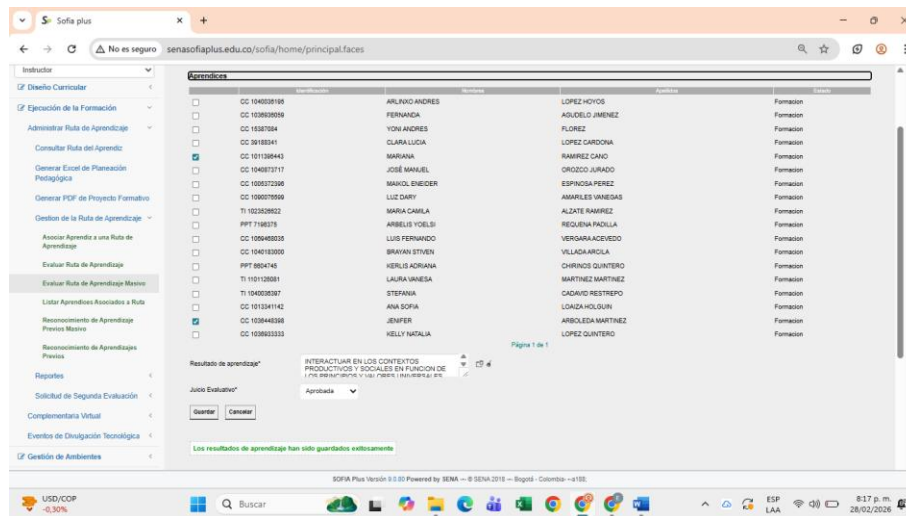 Sofia plus
No es seguro senasofiaplus.edu.co/sofia/home/principal.faces
Instructor
Diseño Curricular
Ejecución de la Formación
Administrar Ruta de Aprendizaje
Consultar Ruta del Aprendiz
Generar Excel de Planeación
Pedagógica
Generar PDF de Proyecto Formativo
Gestion de la Ruta de Aprendizaje
Asociar Aprendiz a una Ruta de
Aprendizaje
Evaluar Ruta de Aprendizaje
Evaluar Ruta de Aprendizaje Masivo
Listar Aprendices Asociados a Ruta
Reconocimiento de Aprendizaje
Previos Masivo
Reconocimiento de Aprendizajes
Previos
Reportes
Solicitud de Segunda Evaluación
Complementaria Virtual
Eventos de Divulgación Tecnológica
Gestión de Ambientes
Aprendices
Identificación Nombres Apellidos Estado
CC 1040036195 ARLINXO ANDRES LOPEZ HOYOS Formacion
CC 1036936059 FERNANDA AGUDELO JIMENEZ Formacion
CC 15387084 YONI ANDRES FLOREZ Formacion
CC 39188341 CLARA LUCIA LOPEZ CARDONA Formacion
CC 1011395443 MARIANA RAMIREZ CANO Formacion
CC 1040873717 JOSÉ MANUEL OROZCO JURADO Formacion
CC 1005372396 MAIKOL ENEIDER ESPINOSA PEREZ Formacion
CC 1090076599 LUZ DARY AMARILES VANEGAS Formacion
TI 1023526622 MARIA CAMILA ALZATE RAMIREZ Formacion
PPT 7196375 ARBELIS YOELSI REQUENA PADILLA Formacion
CC 1069468035 LUIS FERNANDO VERGARA ACEVEDO Formacion
CC 1040183000 BRAYAN STIVEN VILLADA ARCILA Formacion
PPT 5604745 KERLIS ADRIANA CHIRINOS QUINTERO Formacion
TI 1101126081 LAURA VANESA MARTINEZ MARTINEZ Formacion
TI 1040036397 STEFANIA CADAVID RESTREPO Formacion
CC 1013341142 ANA SOFIA LOAIZA HOLGUIN Formacion
CC 1036448398 JENIFER ARBOLEDA MARTINEZ Formacion
CC 1036933333 KELLY NATALIA LOPEZ QUINTERO Formacion
Página 1 de 1
Resultado de aprendizaje* INTERACTUAR EN LOS CONTEXTOS
PRODUCTIVOS Y SOCIALES EN FUNCION DE
LOS PRINCIPIOS Y VALORES UNIVERSALES
Juicio Evaluativo* Aprobada
Guardar Cancelar
Los resultados de aprendizaje han sido guardados exitosamente
SOFIA Plus Versión 9.0.00 Powered by SENA — © SENA 2018 — Bogotá - Colombia- --a155.
USD/COP
-0,30%
Buscar
ESP
LAA
8:17 p. m.
28/02/2026